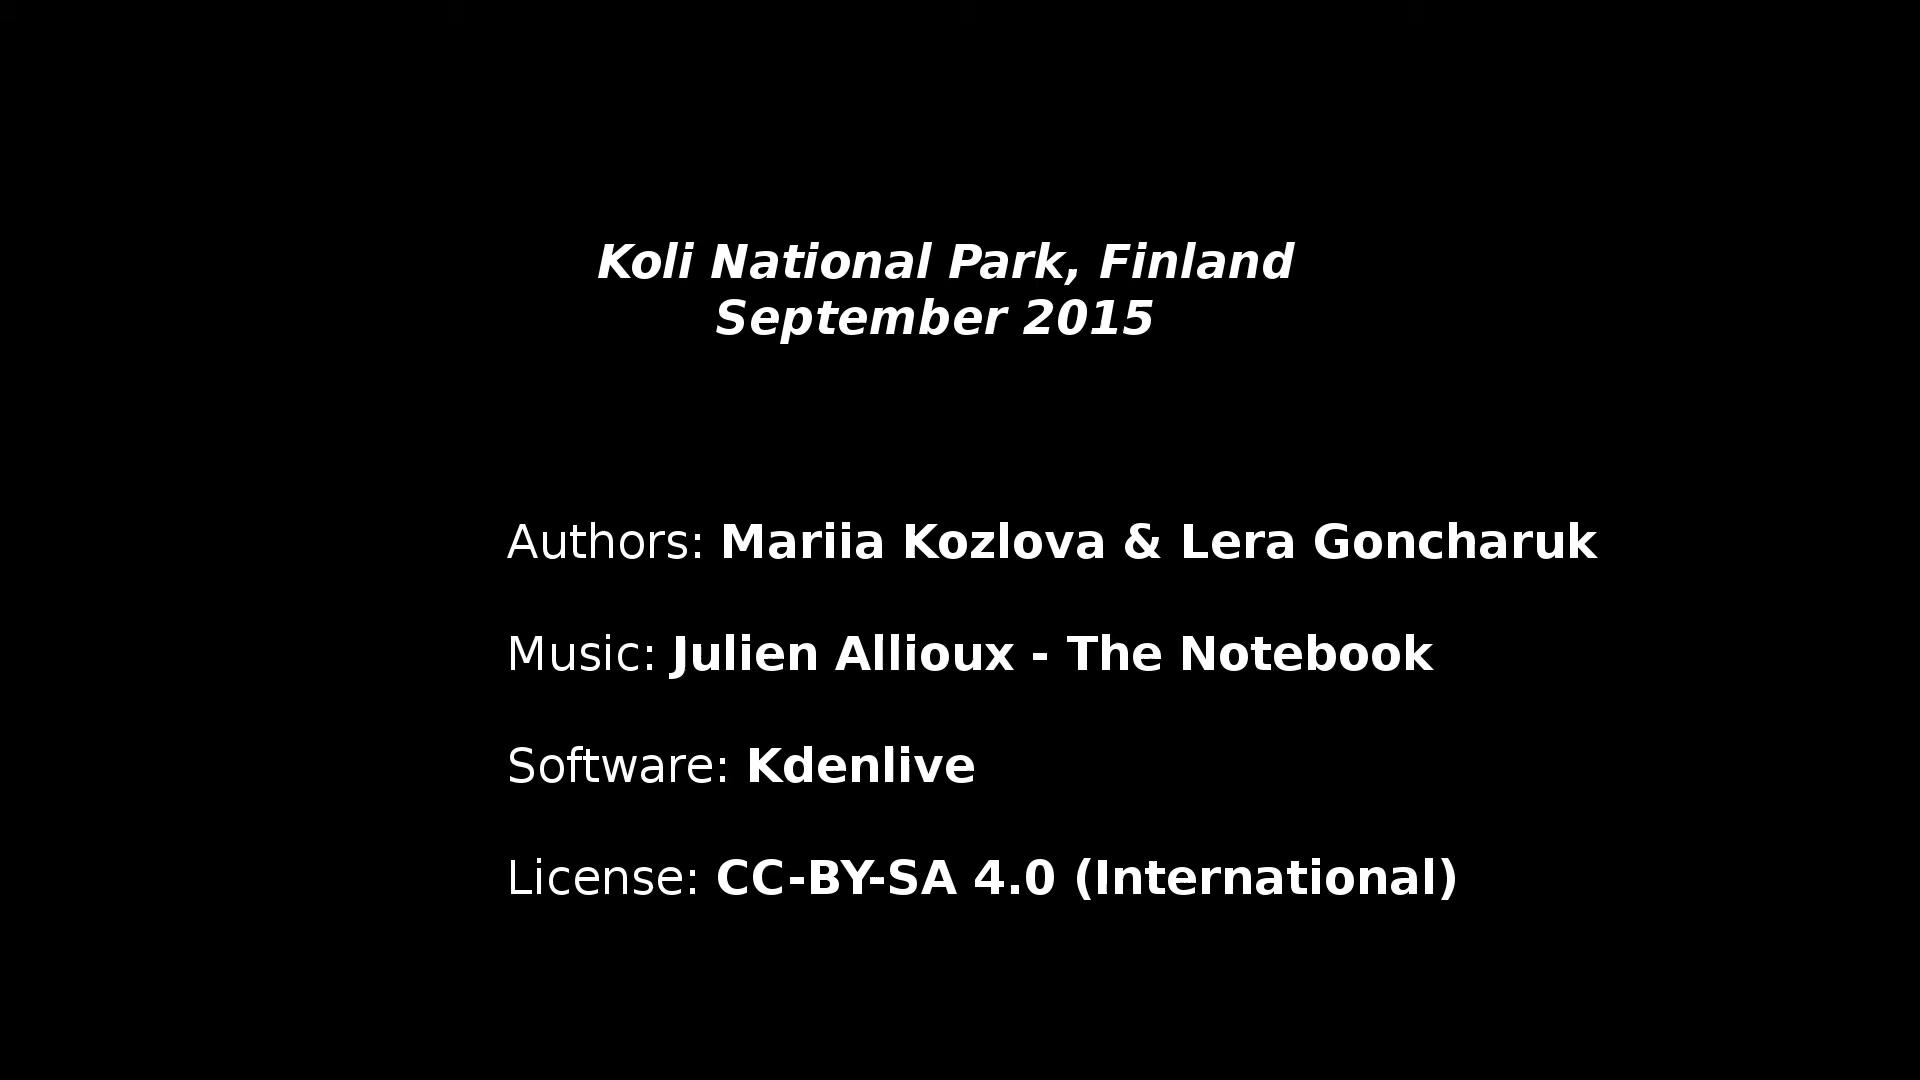 Koli National Park, Finland
September 2015
Authors: Mariia Kozlova & Lera Goncharuk
Music: Julien Allioux - The Notebook
Software: Kdenlive
License: CC-BY-SA 4.0 (International)